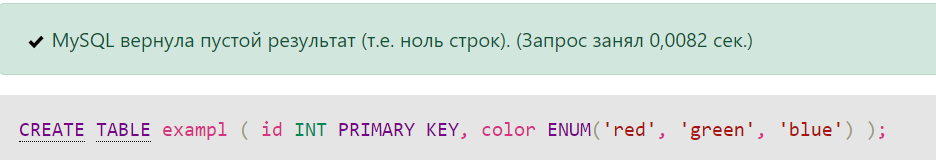 MySQL вернула пустой результат (т.е. ноль строк). (Запрос занял 0,0082 сек.)
CREATE TABLE exampl ( id INT PRIMARY KEY, color ENUM('red', 'green', 'blue') );